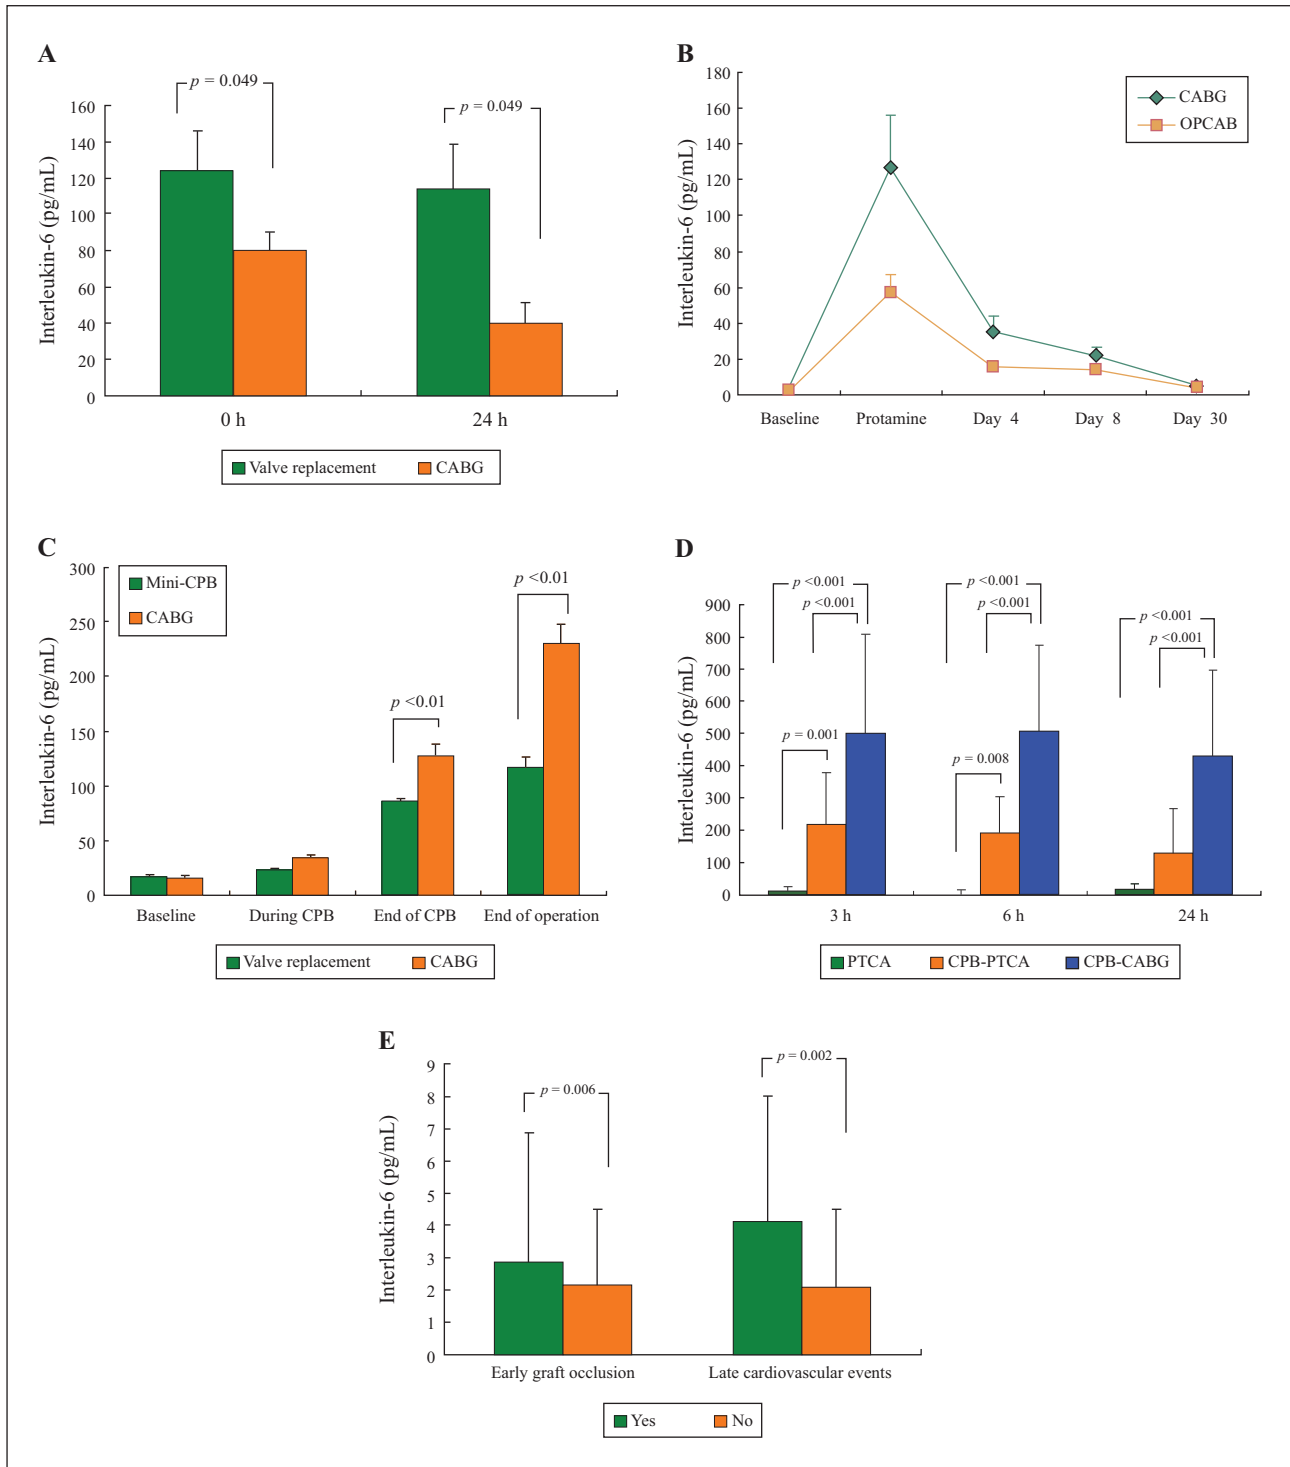 A
p = 0.049
p = 0.049
Interleukin-6 (pg/mL)
160
140
120
100
80
60
40
20
0
0 h
24 h
Valve replacement
CABG
B
Interleukin-6 (pg/mL)
180
160
140
120
100
80
60
40
20
0
CABG
OPCAB
Baseline
Protamine
Day 4
Day 8
Day 30
C
Interleukin-6 (pg/mL)
300
250
200
150
100
50
0
Mini-CPB
CABG
p <0.01
p <0.01
Baseline
During CPB
End of CPB
End of operation
Valve replacement
CABG
D
Interleukin-6 (pg/mL)
900
800
700
600
500
400
300
200
100
0
p <0.001
p <0.001
p = 0.001
p <0.001
p <0.001
p = 0.008
p <0.001
p <0.001
3 h
6 h
24 h
PTCA
CPB-PTCA
CPB-CABG
E
Interleukin-6 (pg/mL)
9
8
7
6
5
4
3
2
1
0
p = 0.006
p = 0.002
Early graft occlusion
Late cardiovascular events
Yes
No